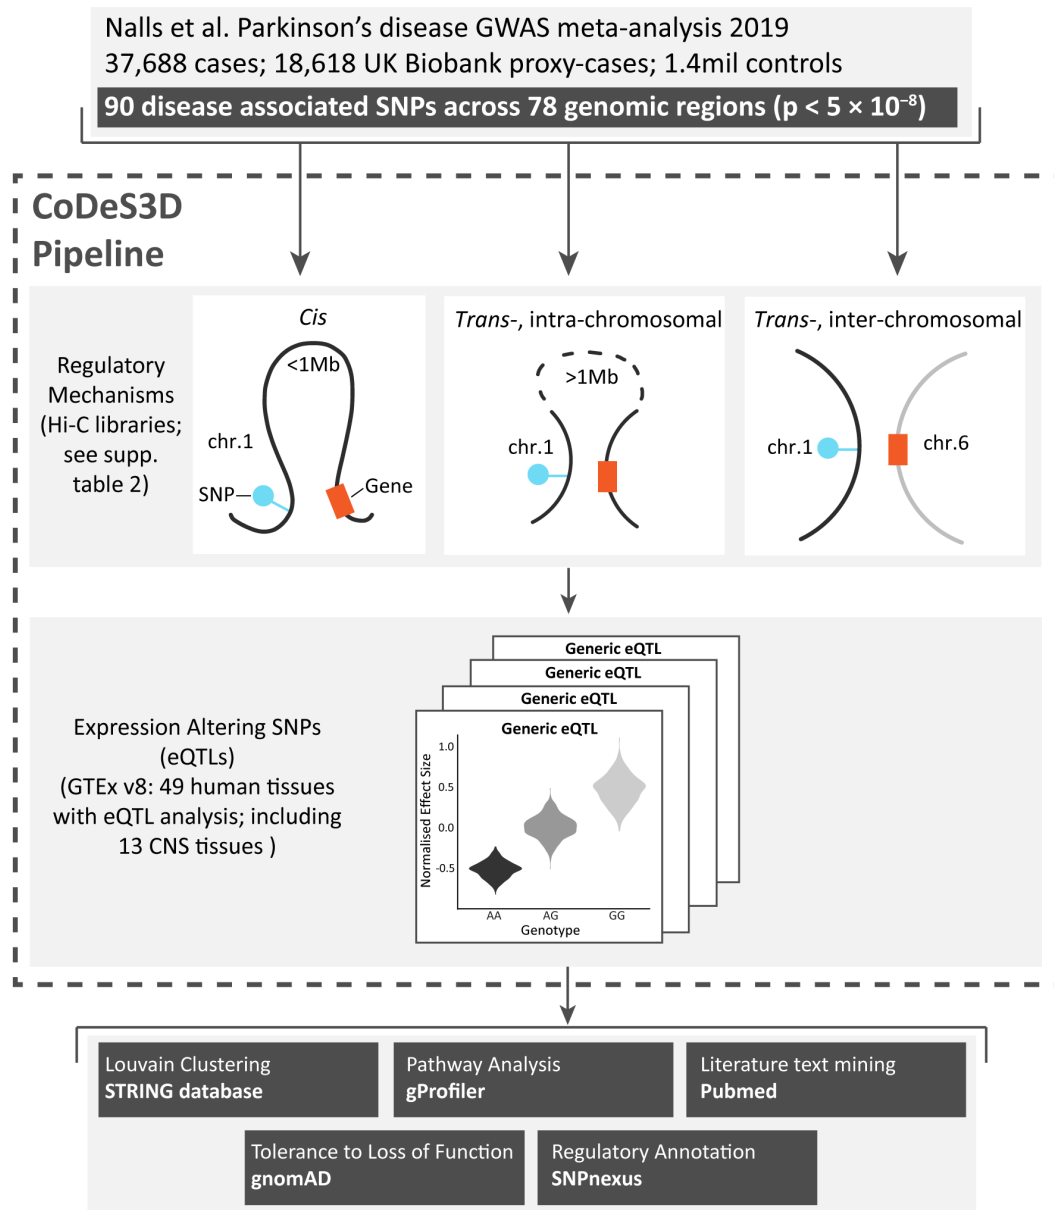 Nalls et al. Parkinson's disease GWAS meta-analysis 2019
37,688 cases; 18,618 UK Biobank proxy-cases; 1.4mil controls
90 disease associated SNPs across 78 genomic regions (p < 5 × 10⁻⁸)
CoDeS3D
Pipeline
Regulatory
Mechanisms
(Hi-C libraries;
see supp.
table 2)
Cis
<1Mb
chr.1
SNP
Gene
Trans-, intra-chromosomal
>1Mb
chr.1
Trans-, inter-chromosomal
chr.1
chr.6
Expression Altering SNPs
(eQTLs)
(GTEx v8: 49 human tissues
with eQTL analysis; including
13 CNS tissues )
Generic eQTL
Generic eQTL
Generic eQTL
Generic eQTL
Normalised Effect Size
1.0
0.5
0.0
-0.5
AA AG GG
Genotype
Louvain Clustering
STRING database
Pathway Analysis
gProfiler
Literature text mining
Pubmed
Tolerance to Loss of Function
gnomAD
Regulatory Annotation
SNPnexus